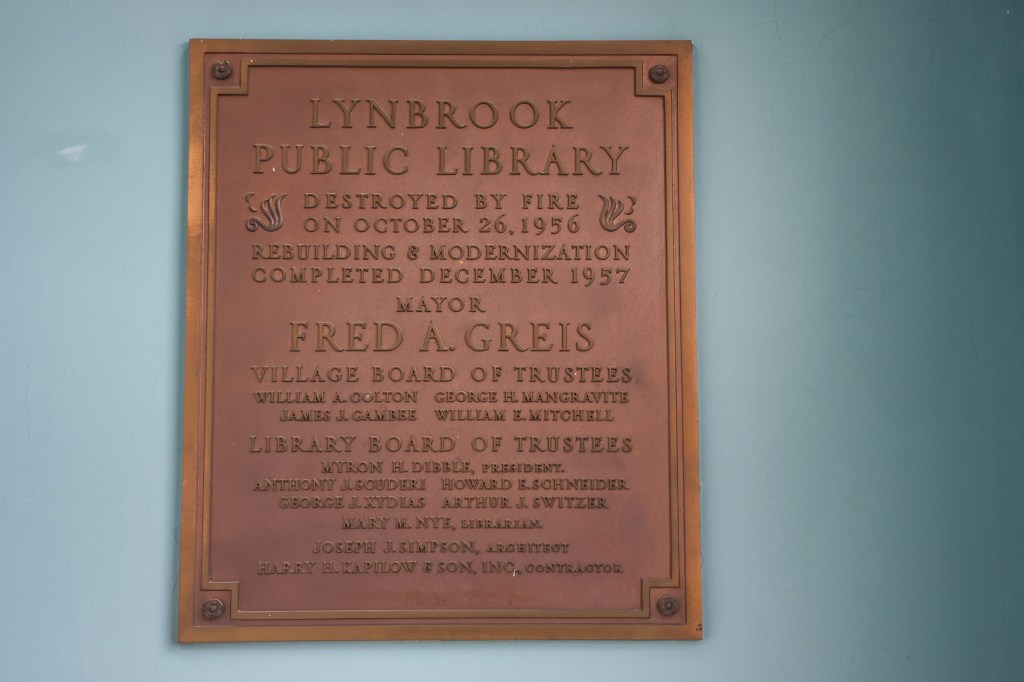 LYNBROOK
PUBLIC LIBRARY
DESTROYED BY FIRE
ON OCTOBER 26, 1956
REBUILDING & MODERNIZATION
COMPLETED DECEMBER 1957
MAYOR
FRED A. GREIS
VILLAGE BOARD OF TRUSTEES
WILLIAM A. COLTON GEORGE H. MANGRAVITE
JAMES J. GAMBEE WILLIAM E. MITCHELL
LIBRARY BOARD OF TRUSTEES
MYRON H. DIBBLE, PRESIDENT.
ANTHONY J. SCUDERI HOWARD E. SCHNEIDER
GEORGE J. XYDIAS ARTHUR J. SWITZER
MARY M. NYE, LIBRARIAN.
JOSEPH J. SIMPSON, ARCHITECT
HARRY H. KAPILOW & SON, INC., CONTRACTOR